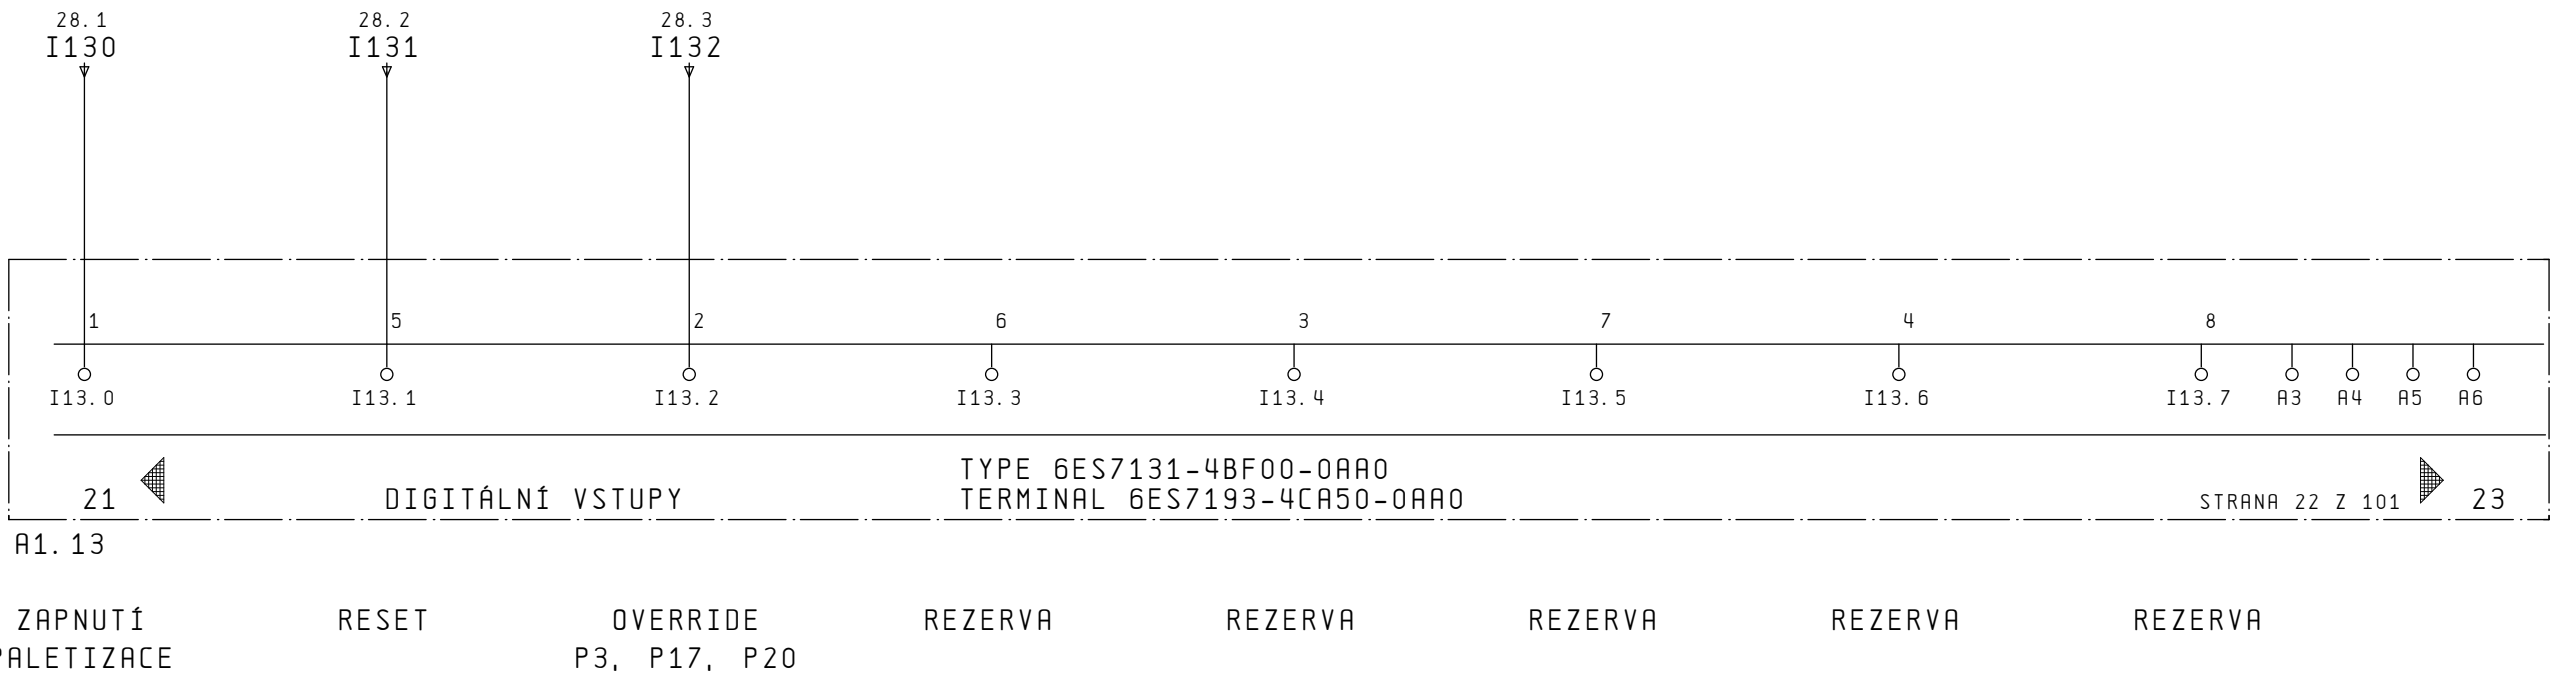 28.1 28.2 28.3
I130 I131 I132
1 5 2 6 3 7 4 8
I13.0 I13.1 I13.2 I13.3 I13.4 I13.5 I13.6 I13.7 A3 A4 A5 A6
TYPE 6ES7131-4BF00-0AA0
21 DIGITÁLNÍ VSTUPY TERMINAL 6ES7193-4CA50-0AA0 STRANA 22 Z 101 23
A1.13
ZAPNUTÍ RESET OVERRIDE REZERVA REZERVA REZERVA REZERVA REZERVA
PALETIZACE P3, P17, P20